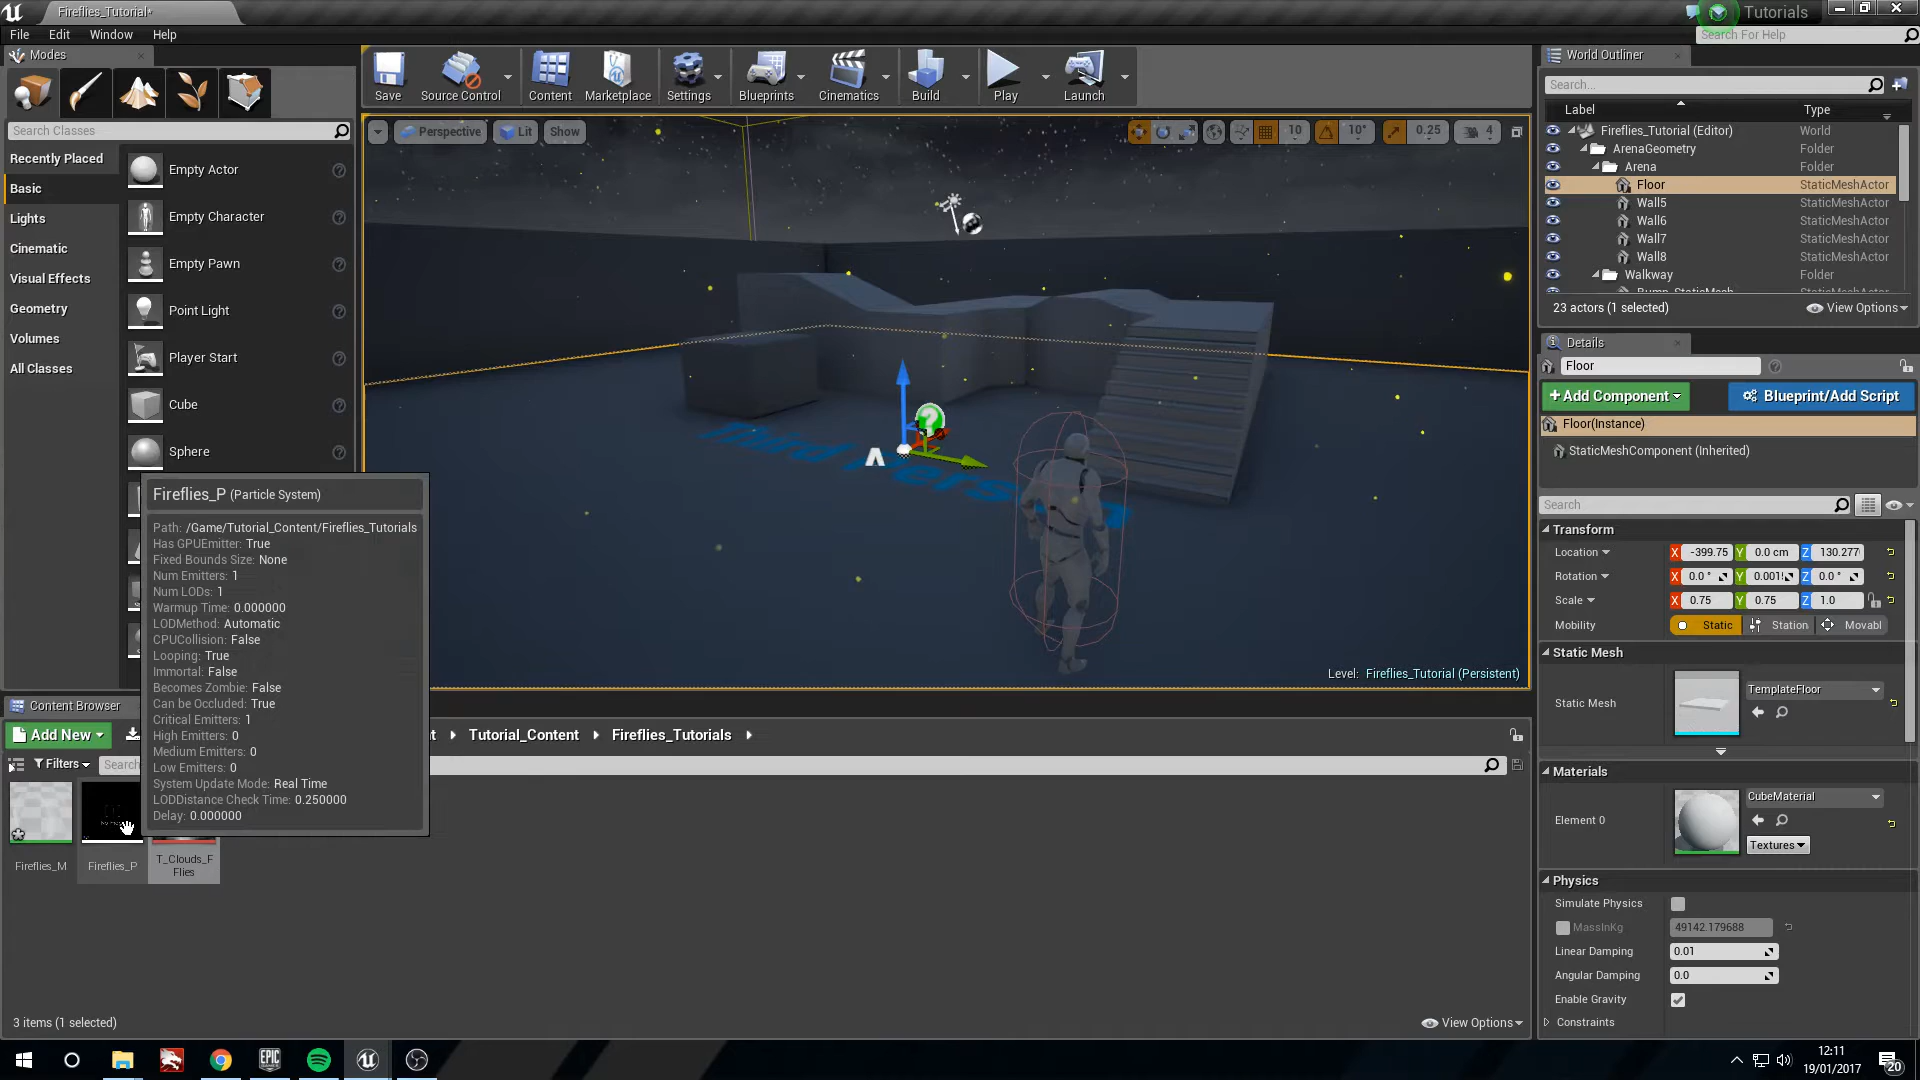 Fireflies_Tutorial*
Tutorials
File Edit Window Help
Search For Help
Modes
Save
Source Control
Content
Marketplace
Settings
Blueprints
Cinematics
Build
Play
Launch
World Outliner
Search...
Label Type
Search Classes
Recently Placed
Basic
Lights
Cinematic
Visual Effects
Geometry
Volumes
All Classes
Empty Actor
Empty Character
Empty Pawn
Point Light
Player Start
Cube
Sphere
Perspective Lit Show
10 10° 0.25 4
Third Pers
Level: Fireflies_Tutorial (Persistent)
Fireflies_Tutorial (Editor) World
ArenaGeometry Folder
Arena Folder
Floor StaticMeshActor
Wall5 StaticMeshActor
Wall6 StaticMeshActor
Wall7 StaticMeshActor
Wall8 StaticMeshActor
Walkway Folder
Bump_StaticMesh StaticMeshActor
23 actors (1 selected) View Options
Details
Floor
+Add Component
Blueprint/Add Script
Floor(Instance)
StaticMeshComponent (Inherited)
Search
Transform
Location X -399.75 Y 0.0 cm Z 130.277
Rotation X 0.0 ° Y 0.001 Z 0.0 °
Scale X 0.75 Y 0.75 Z 1.0
Mobility Static Station Movabl
Static Mesh
Static Mesh TemplateFloor
Materials
Element 0 CubeMaterial
Textures
Physics
Simulate Physics
MassInKg 49142.179688
Linear Damping 0.01
Angular Damping 0.0
Enable Gravity
Constraints
Fireflies_P (Particle System)
Path: /Game/Tutorial_Content/Fireflies_Tutorials
Has GPUEmitter: True
Fixed Bounds Size: None
Num Emitters: 1
Num LODs: 1
Warmup Time: 0.000000
LODMethod: Automatic
CPUCollision: False
Looping: True
Immortal: False
Becomes Zombie: False
Can be Occluded: True
Critical Emitters: 1
High Emitters: 0
Medium Emitters: 0
Low Emitters: 0
System Update Mode: Real Time
LODDistance Check Time: 0.250000
Delay: 0.000000
Content Browser
Add New
t Tutorial_Content Fireflies_Tutorials
Filters
Search
Fireflies_M
Fireflies_P
T_Clouds_F
Flies
3 items (1 selected)
View Options
EPIC
12:11
19/01/2017
20